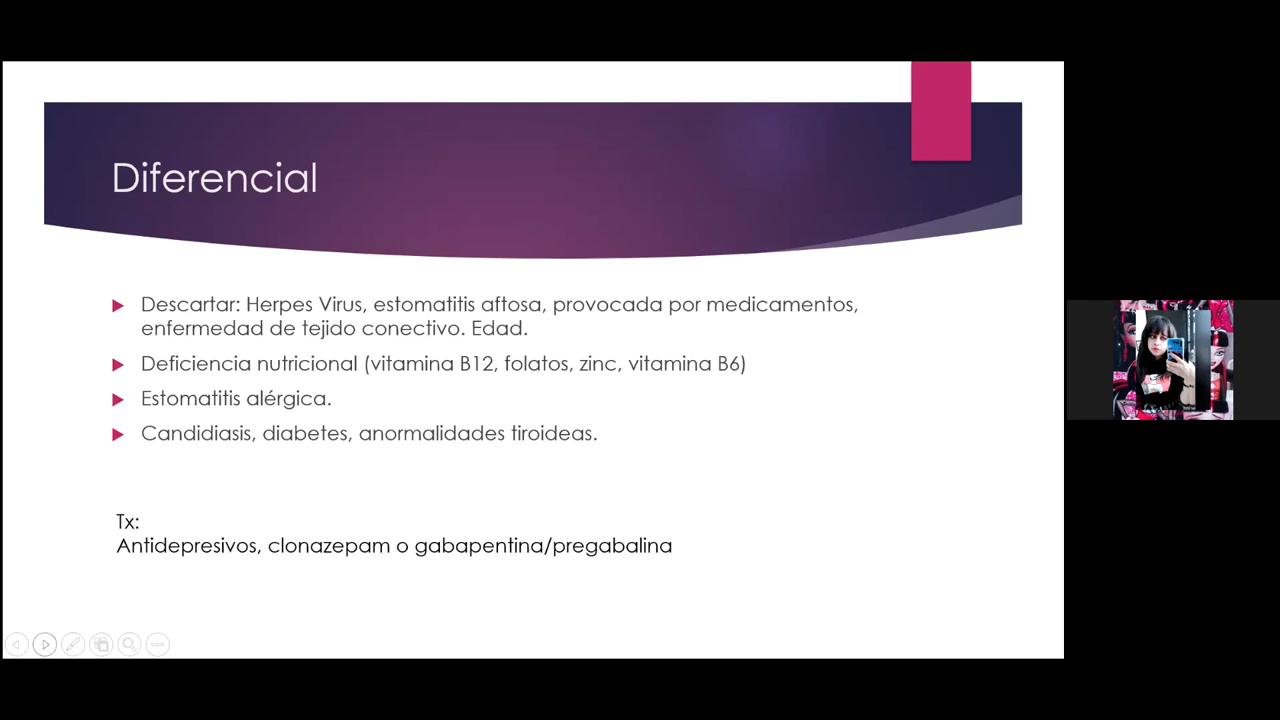 Diferencial
Descartar: Herpes Virus, estomatitis aftosa, provocada por medicamentos,
enfermedad de tejido conectivo. Edad.
Deficiencia nutricional (vitamina B12, folatos, zinc, vitamina B6)
Estomatitis alérgica.
Candidiasis, diabetes, anormalidades tiroideas.
Tx:
Antidepresivos, clonazepam o gabapentina/pregabalina